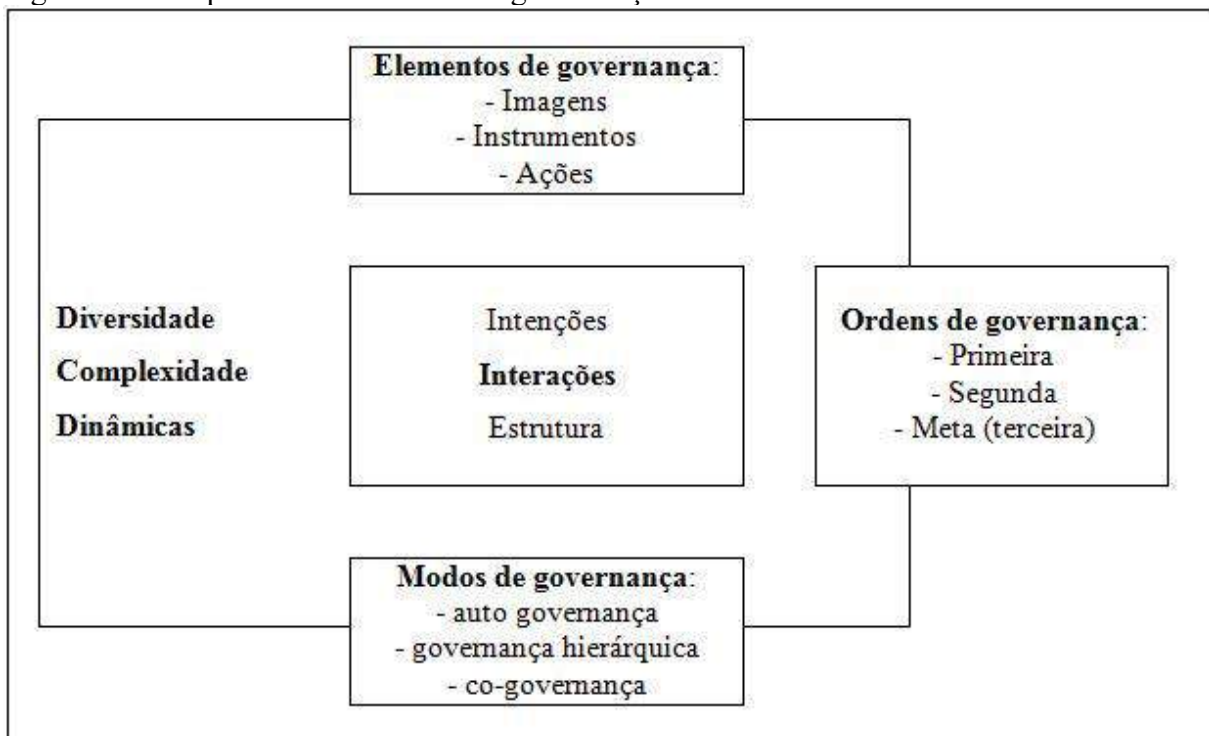 Elementos de governança:
- Imagens
- Instrumentos
- Ações
Diversidade
Complexidade
Dinâmicas
Intenções
Interações
Estrutura
Ordens de governança:
- Primeira
- Segunda
- Meta (terceira)
Modos de governança:
- auto governança
- governança hierárquica
- co-governança